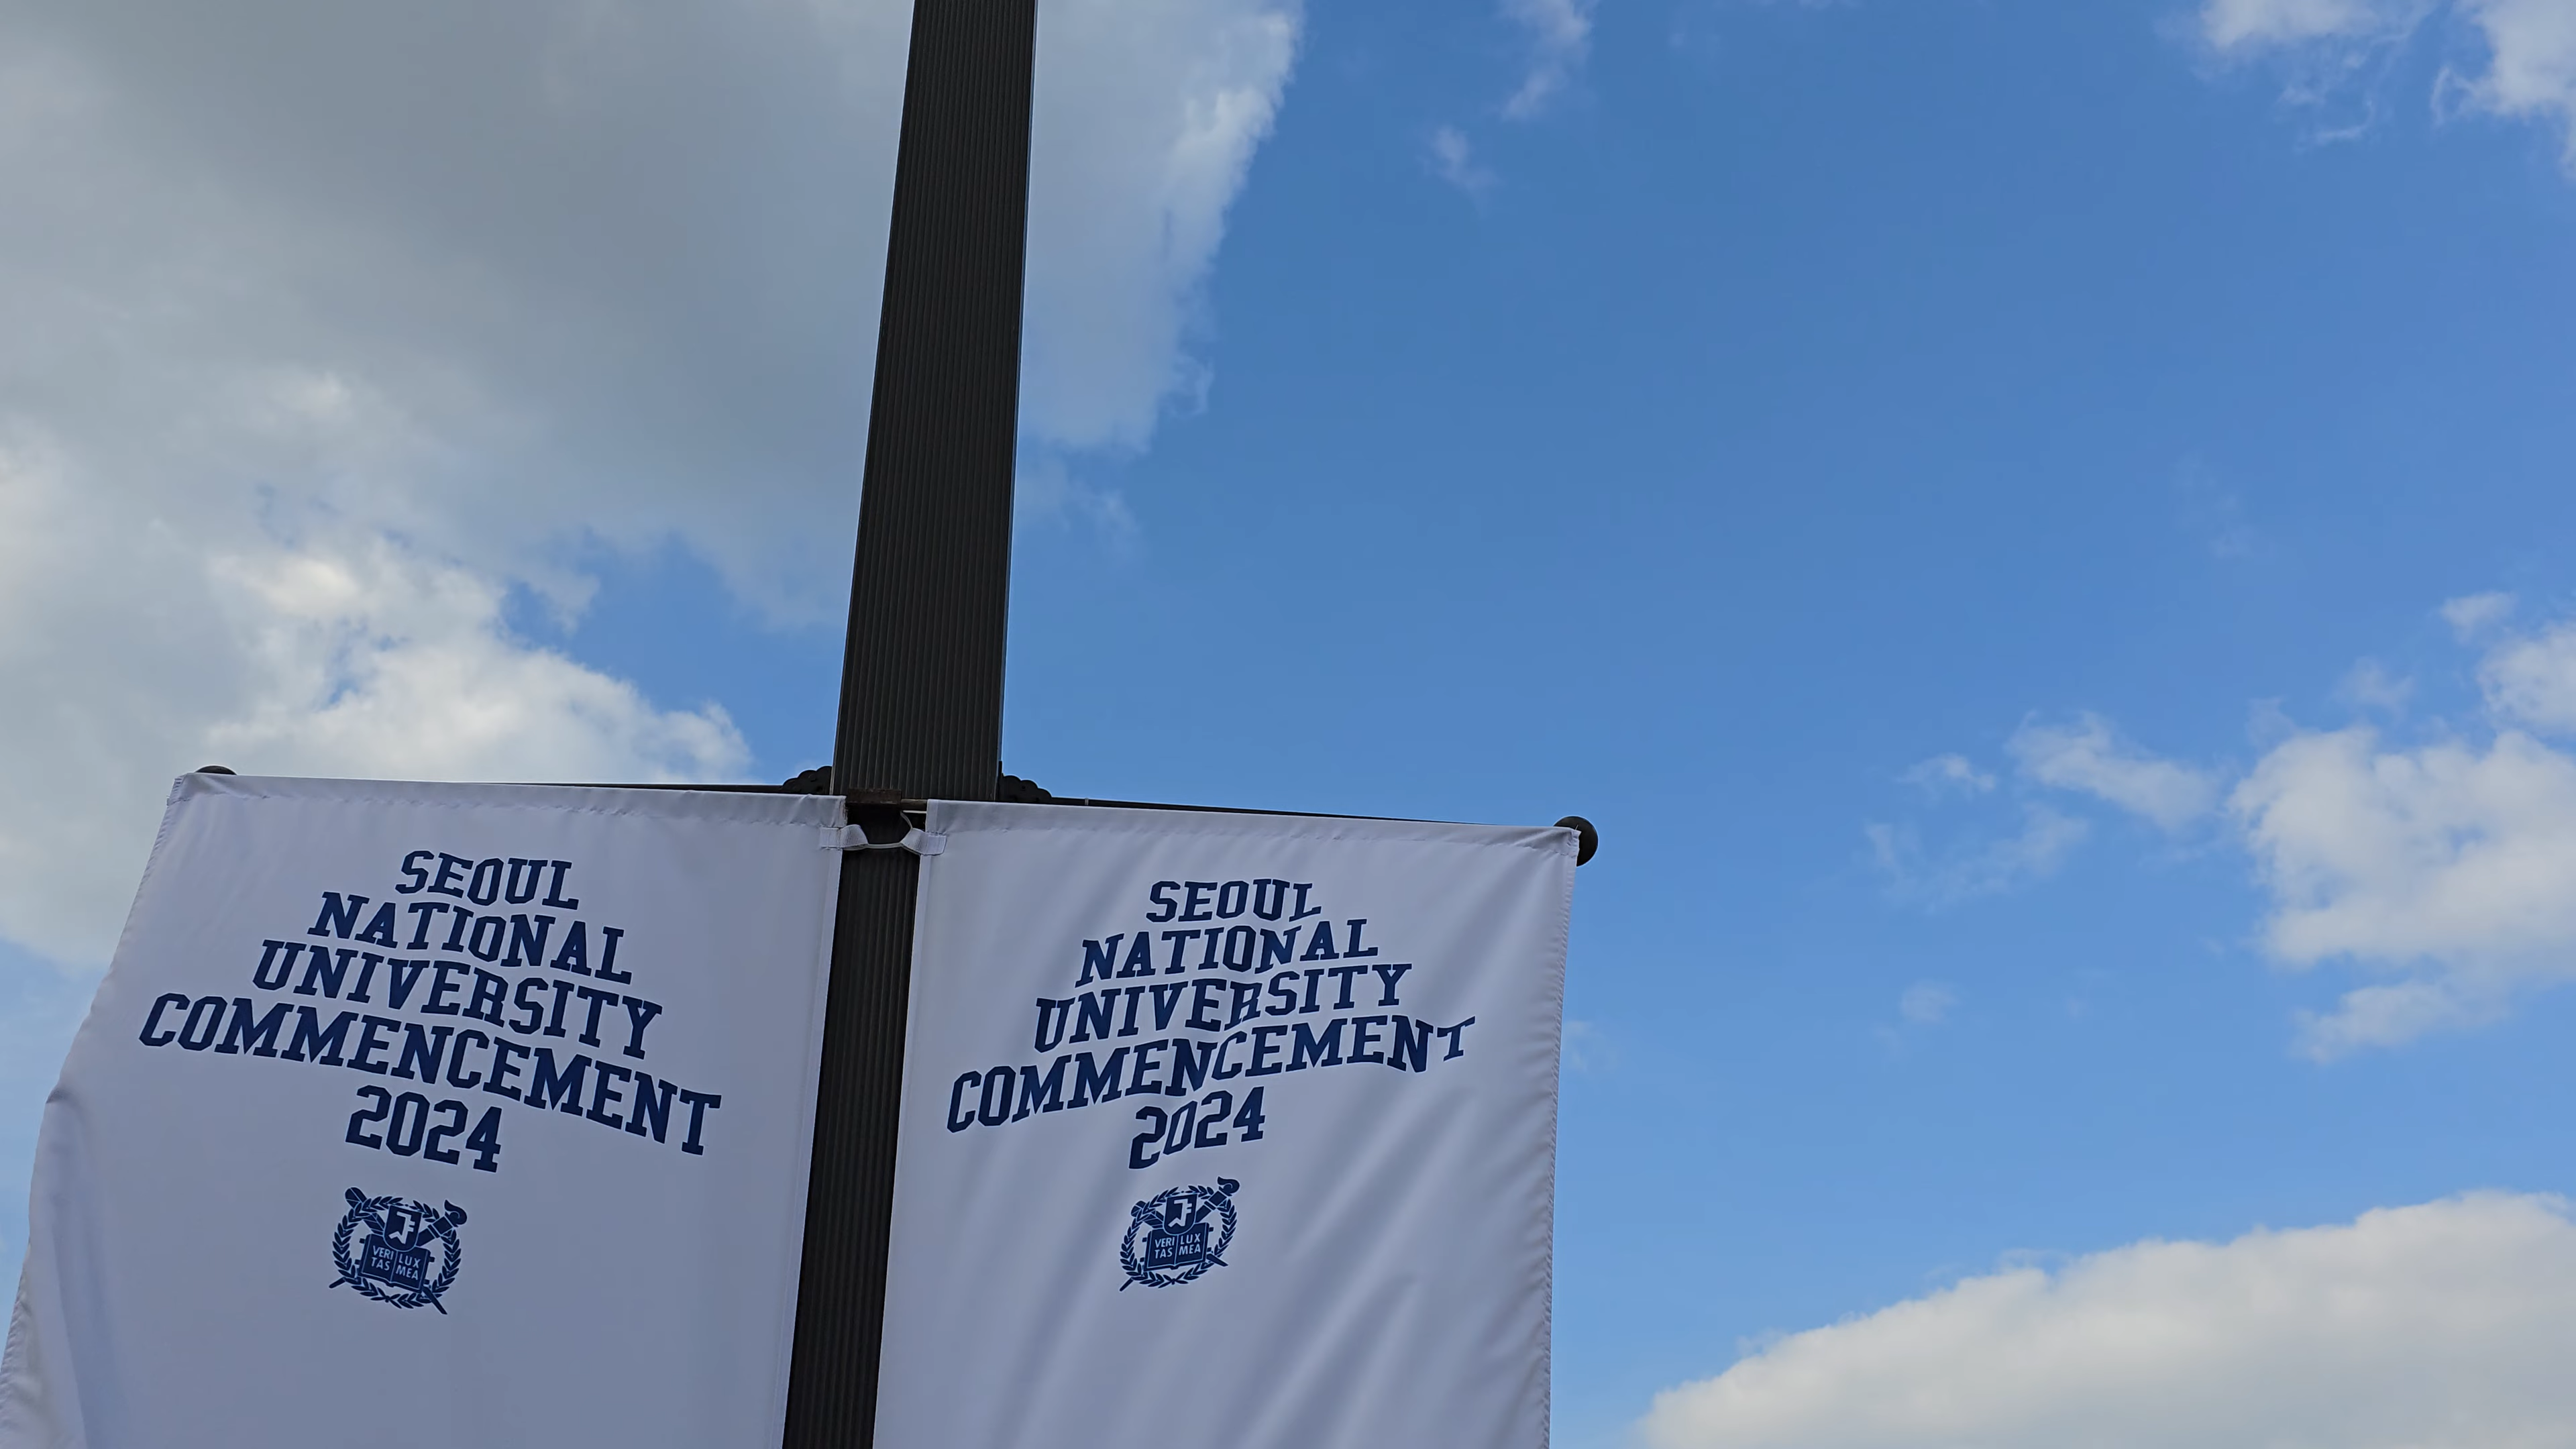 SEOUL
NATIONAL
UNIVERSITY
COMMENCEMENT
2024
VERI LUX
TAS MEA
SEOUL
NATIONAL
UNIVERSITY
COMMENCEMENT
2024
VERI LUX
TAS MEA